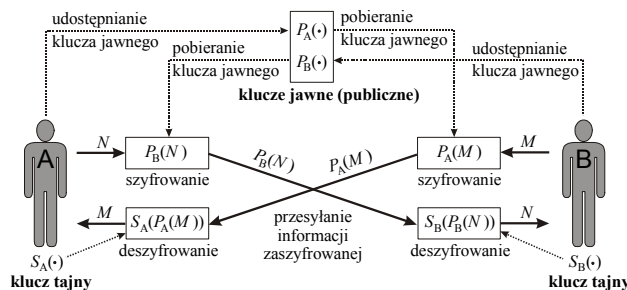 udostępnianie
klucza jawnego
pobieranie
klucza jawnego
P_A(·)
P_B(·)
klucze jawne (publiczne)
pobieranie
klucza jawnego
udostępnianie
klucza jawnego
A
N
P_B(N)
szyfrowanie
P_B(N)
P_A(M)
P_A(M)
szyfrowanie
M
B
M
S_A(P_A(M))
deszyfrowanie
przesyłanie
informacji
zaszyfrowanej
S_B(P_B(N))
deszyfrowanie
N
S_A(·)
klucz tajny
S_B(·)
klucz tajny